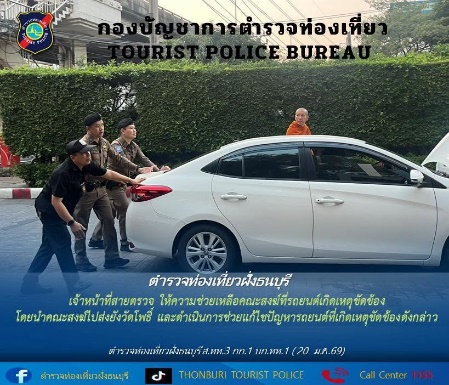 กองบัญชาการตำรวจท่องเที่ยว
TOURIST POLICE BUREAU
ตำรวจท่องเที่ยวฝั่งธนบุรี
เจ้าหน้าที่สายตรวจ ให้ความช่วยเหลือคณะสงฆ์ที่รถยนต์เกิดเหตุขัดข้อง
โดยนำคณะสงฆ์ไปส่งยังวัดโพธิ์ และดำเนินการช่วยแก้ไขปัญหารถยนต์ที่เกิดเหตุขัดข้องดังกล่าว
ตำรวจท่องเที่ยวฝั่งธนบุรี ส.ทท.3 กก.1 บก.ทท.1 ( 20 ม.ค.69)
ตำรวจท่องเที่ยวฝั่งธนบุรี THONBURI TOURIST POLICE Call Center 1155